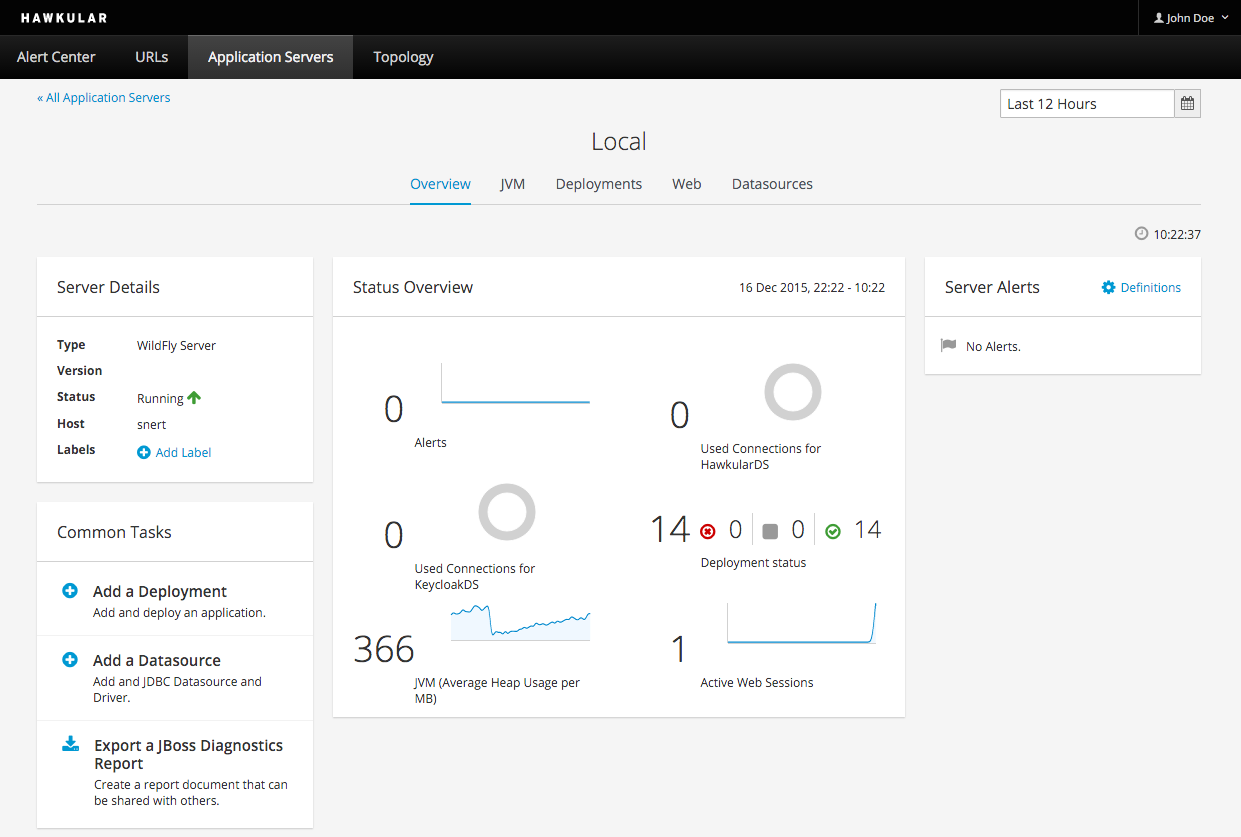 HAWKULAR
John Doe
Alert Center
URLs
Application Servers
Topology
« All Application Servers
Last 12 Hours
Local
Overview
JVM
Deployments
Web
Datasources
10:22:37
Server Details
Type WildFly Server
Version
Status Running
Host snert
Labels Add Label
Common Tasks
Add a Deployment
Add and deploy an application.
Add a Datasource
Add and JDBC Datasource and
Driver.
Export a JBoss Diagnostics
Report
Create a report document that can
be shared with others.
Status Overview
16 Dec 2015, 22:22 - 10:22
0
Alerts
0
Used Connections for
HawkularDS
0
Used Connections for
KeycloakDS
14 0 0 14
Deployment status
366
JVM (Average Heap Usage per
MB)
1
Active Web Sessions
Server Alerts
Definitions
No Alerts.